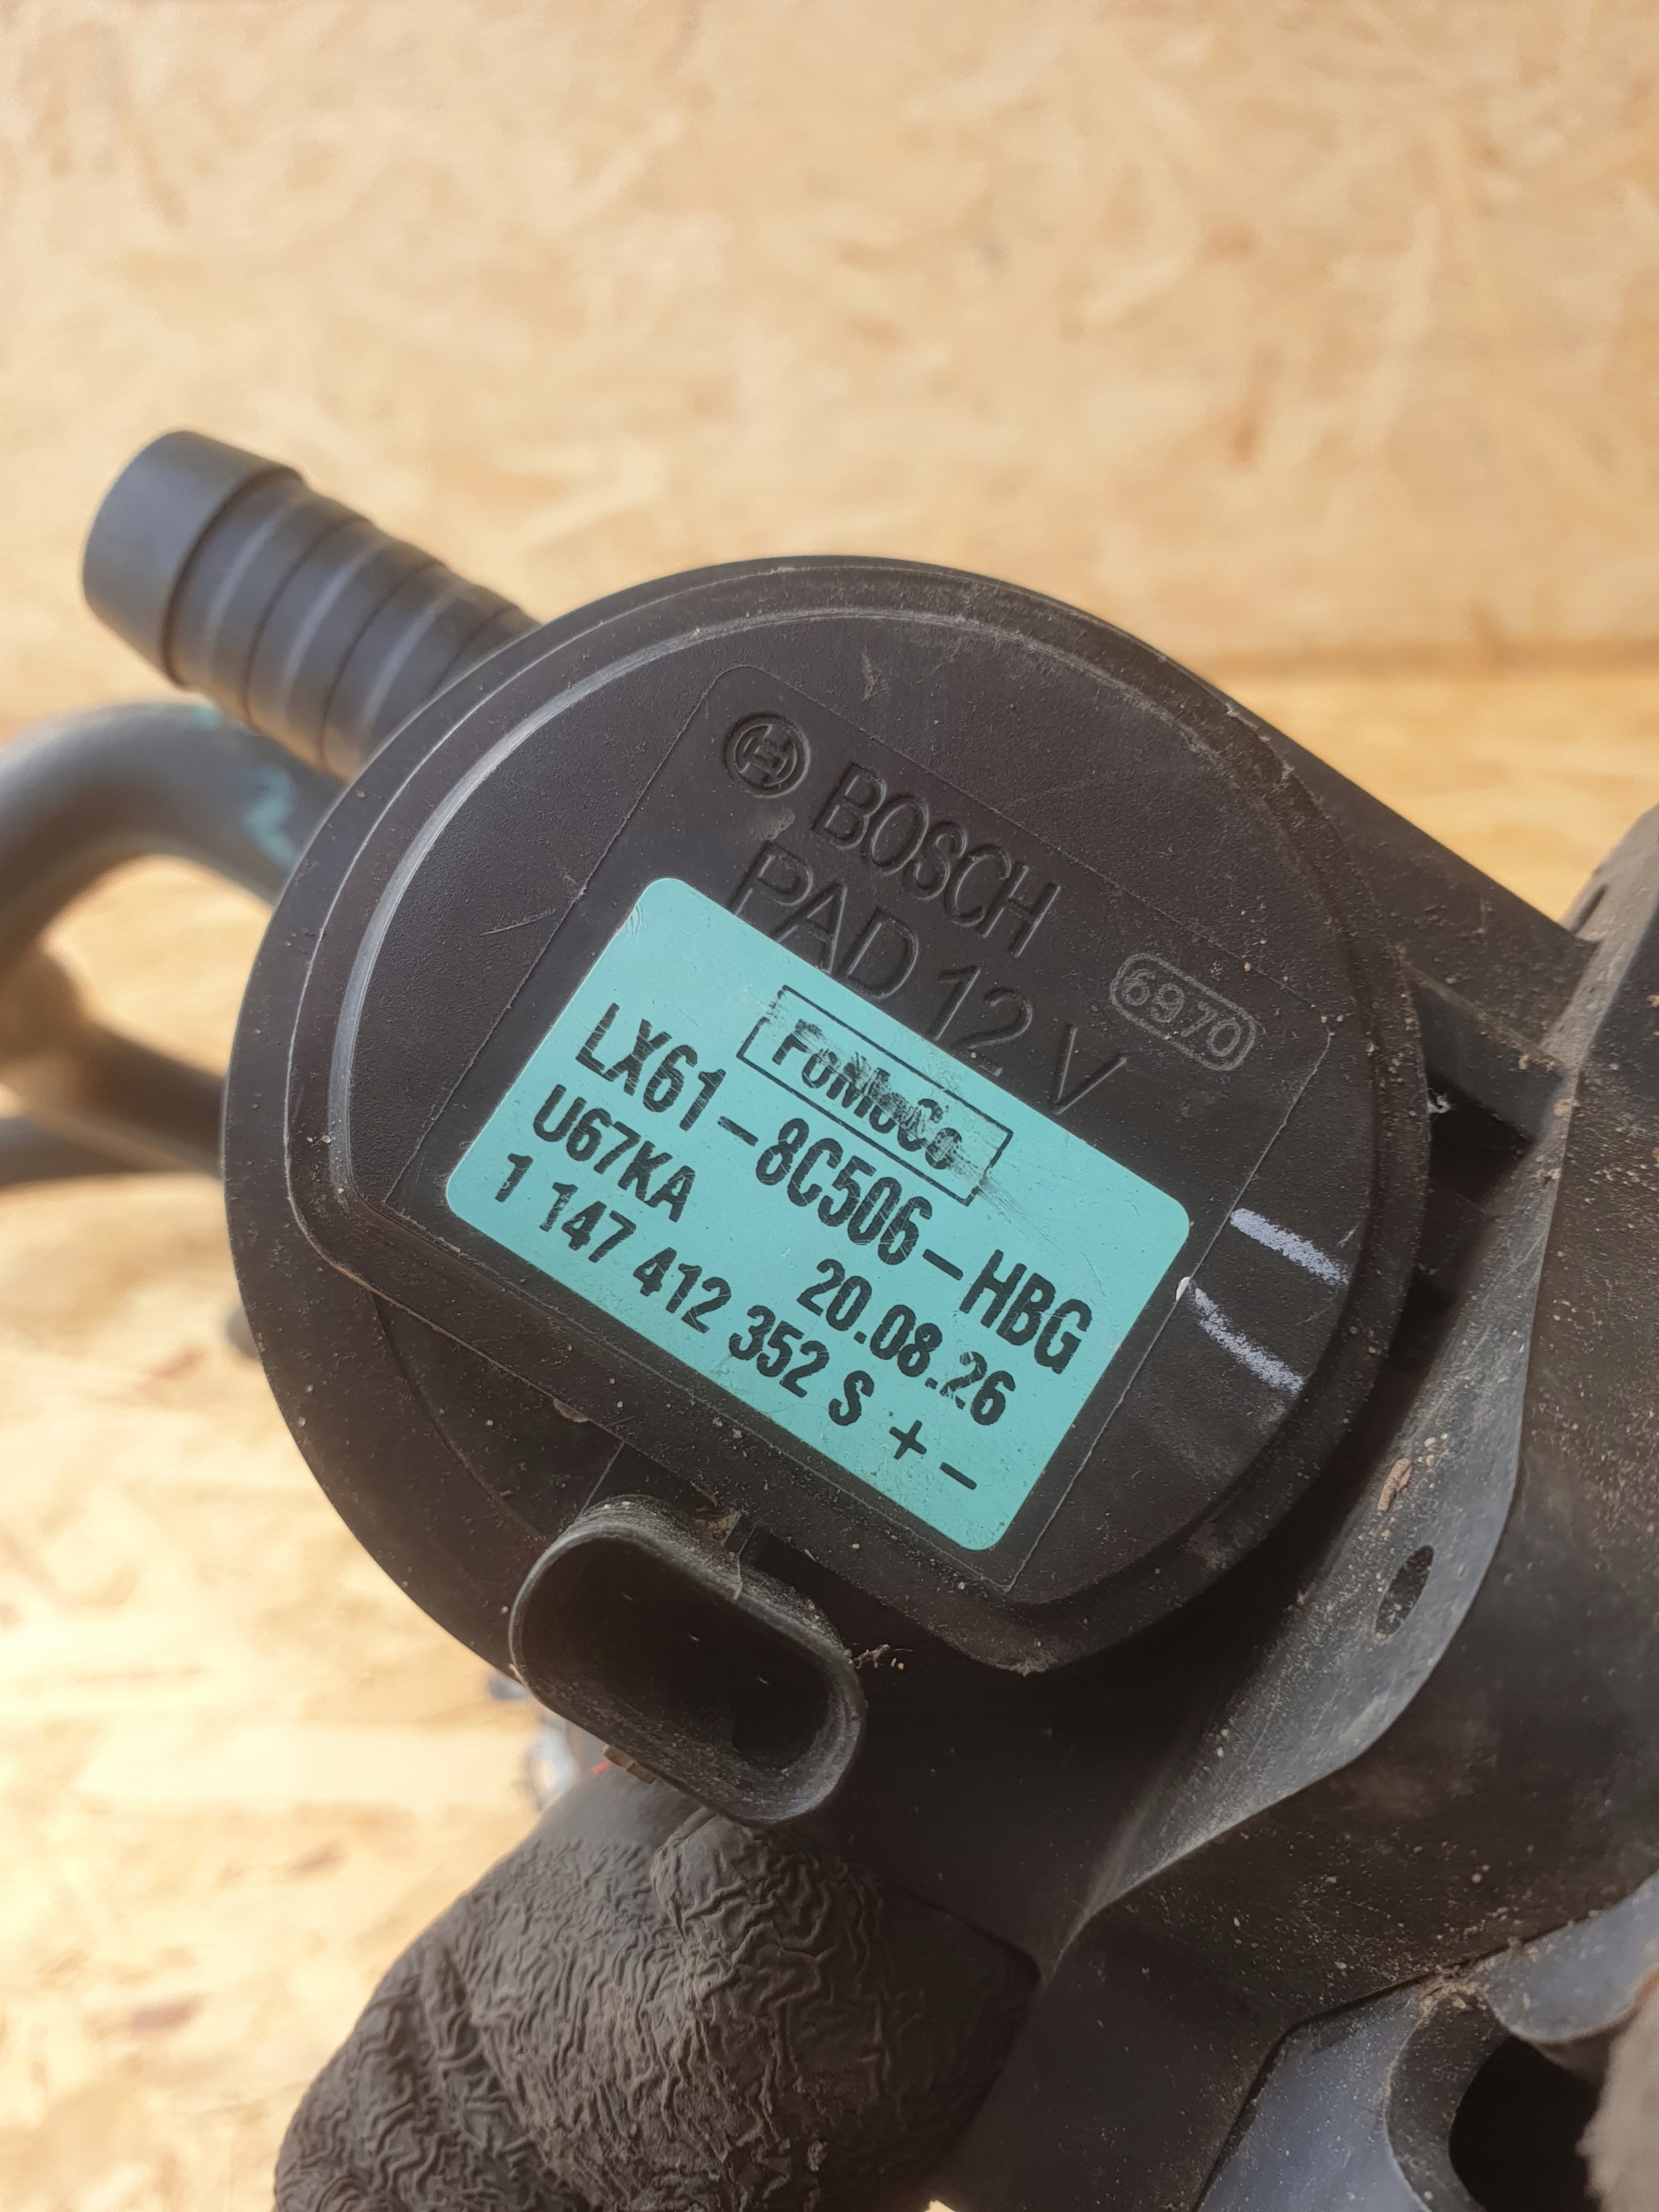 BOSCH
PAD 12 V
6970
FoMoCo
LX61-8C506-HBG
U67KA 20.08.26
1 147 412 352 S + -